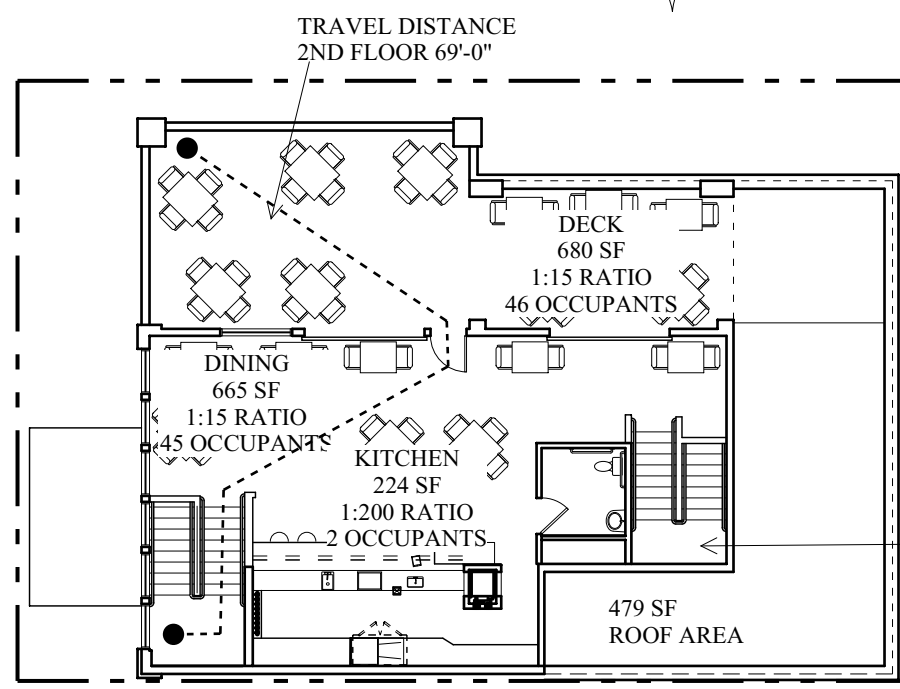 TRAVEL DISTANCE
2ND FLOOR 69'-0"
DECK
680 SF
1:15 RATIO
46 OCCUPANTS
DINING
665 SF
1:15 RATIO
45 OCCUPANTS
KITCHEN
224 SF
1:200 RATIO
2 OCCUPANTS
479 SF
ROOF AREA